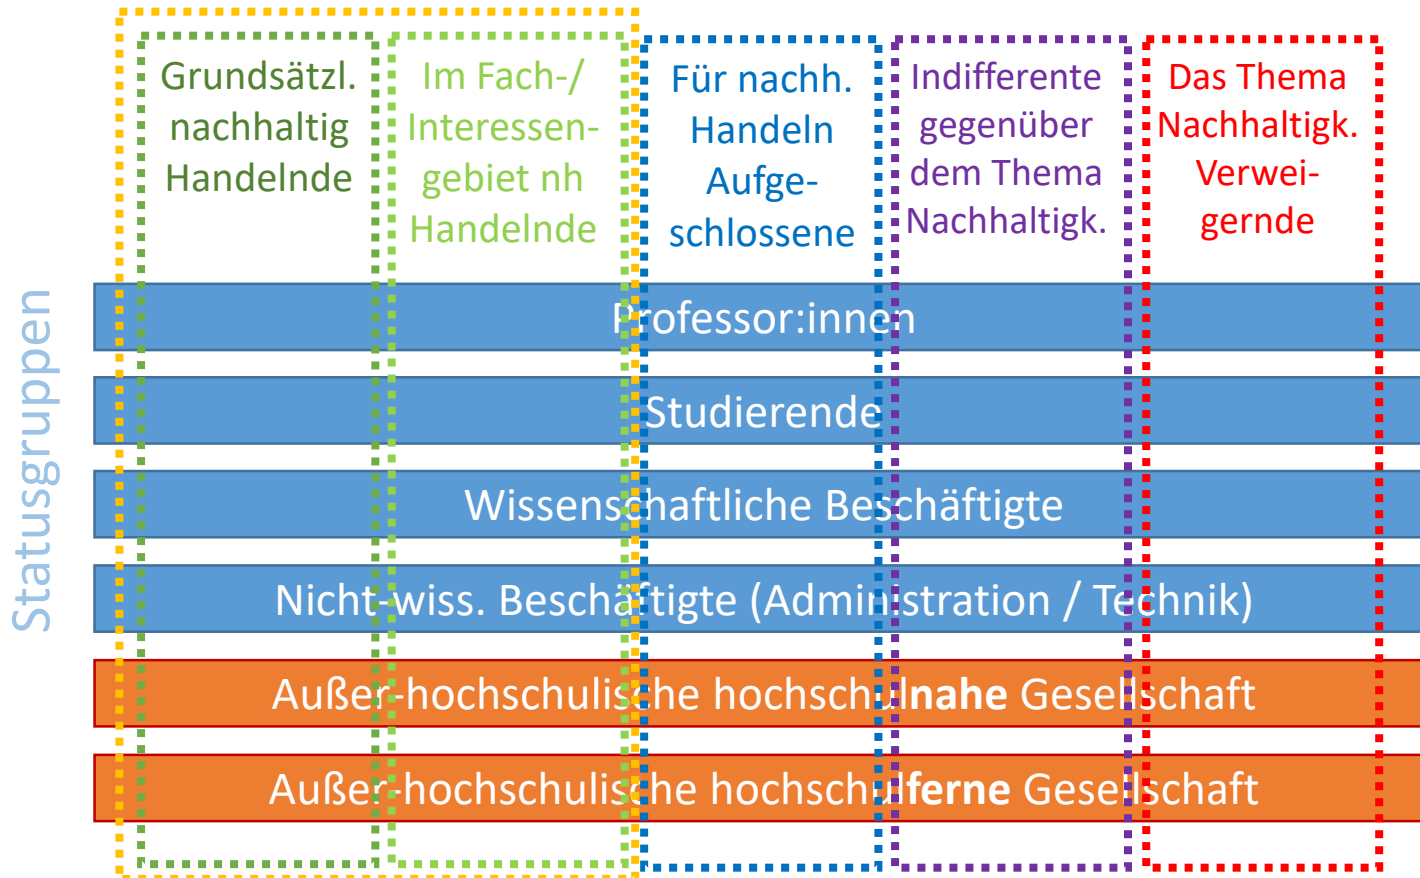 Grundsätzl.
nachhaltig
Handelnde
Im Fach-/
Interessen-
gebiet nh
Handelnde
Für nachh.
Handeln
Aufge-
schlossene
Indifferente
gegenüber
dem Thema
Nachhaltigk.
Das Thema
Nachhaltigk.
Verwei-
gernde
Statusgruppen
Professor:innen
Studierende
Wissenschaftliche Beschäftigte
Nicht-wiss. Beschäftigte (Administration / Technik)
Außer-hochschulische hochschulnahe Gesellschaft
Außer-hochschulische hochschulferne Gesellschaft